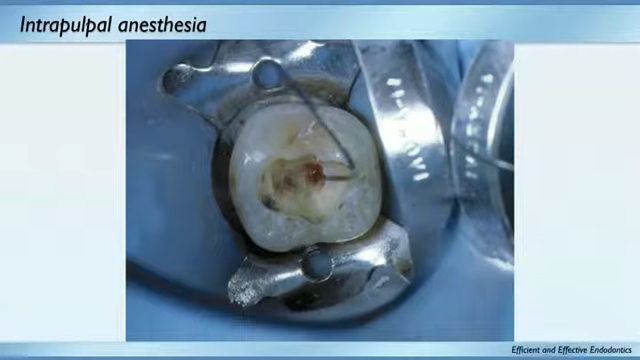 Intrapulpal anesthesia
Efficient and Effective Endodontics